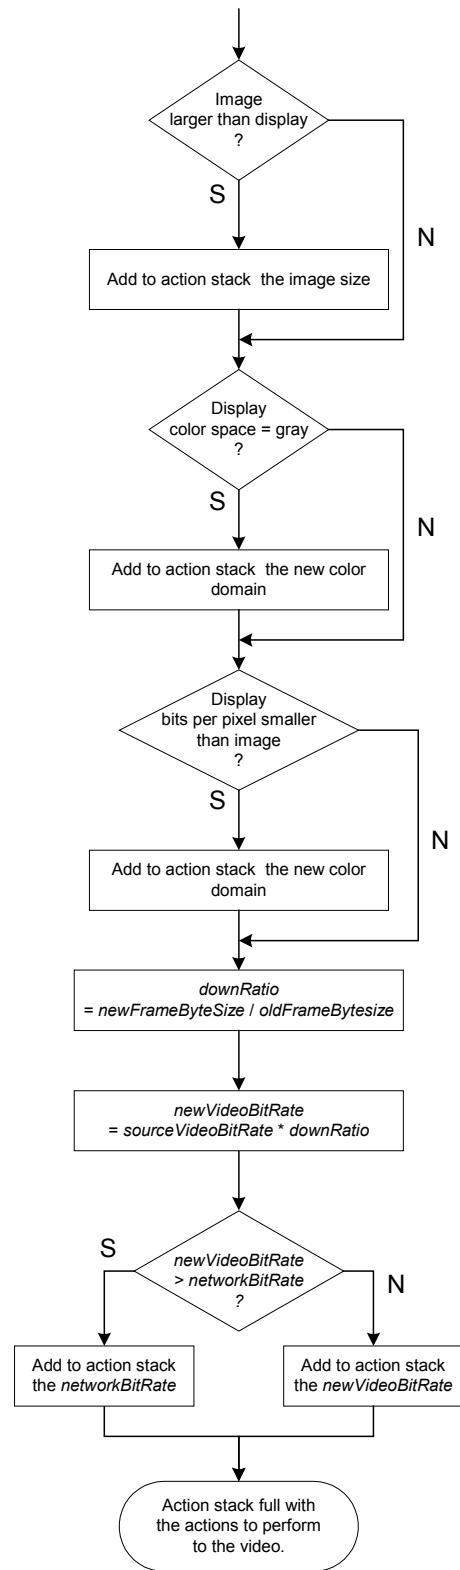 Image
larger than display
?
S
N
Add to action stack the image size
Display
color space = gray
?
S
N
Add to action stack the new color
domain
Display
bits per pixel smaller
than image
?
S
N
Add to action stack the new color
domain
downRatio
= newFrameByteSize / oldFrameBytesize
newVideoBitRate
= sourceVideoBitRate * downRatio
newVideoBitRate
> networkBitRate
?
S
N
Add to action stack
the networkBitRate
Add to action stack
the newVideoBitRate
Action stack full with
the actions to perform
to the video.